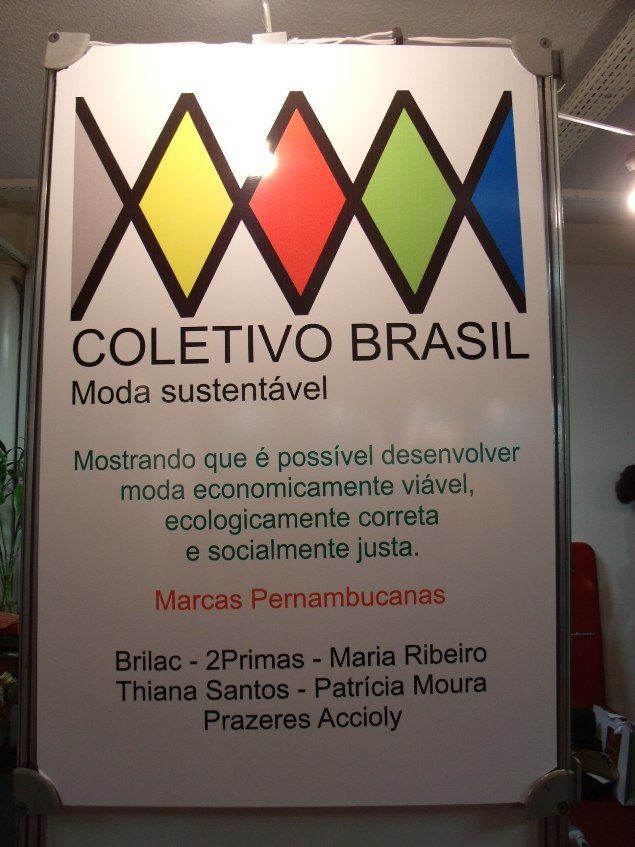 COLETIVO BRASIL
Moda sustentável
Mostrando que é possível desenvolver
moda economicamente viável,
ecologicamente correta
e socialmente justa.
Marcas Pernambucanas
Brilac - 2Primas - Maria Ribeiro
Thiana Santos - Patrícia Moura
Prazeres Accioly